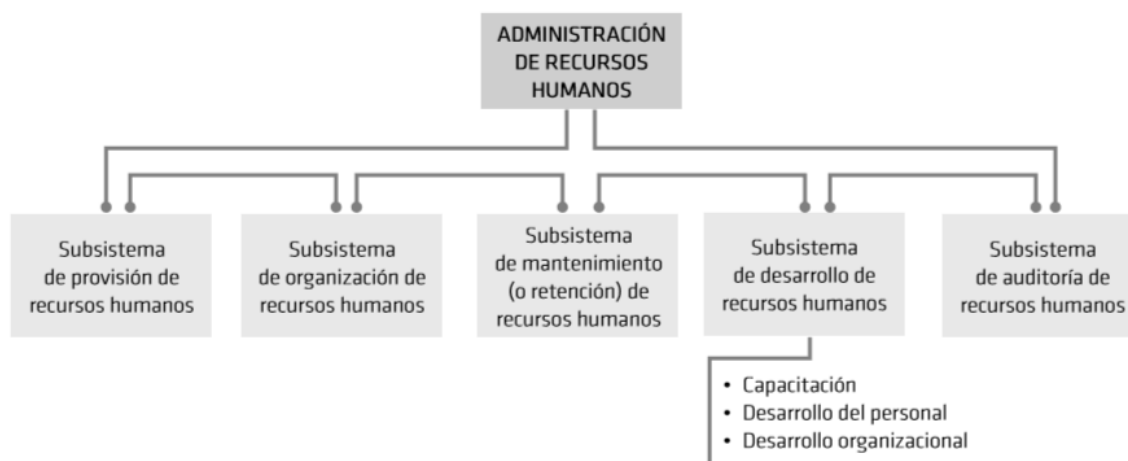 ADMINISTRACIÓN
DE RECURSOS
HUMANOS
Subsistema
de provisión de
recursos humanos
Subsistema
de organización de
recursos humanos
Subsistema
de mantenimiento
(o retención) de
recursos humanos
Subsistema
de desarrollo de
recursos humanos
Subsistema
de auditoría de
recursos humanos
• Capacitación
• Desarrollo del personal
• Desarrollo organizacional